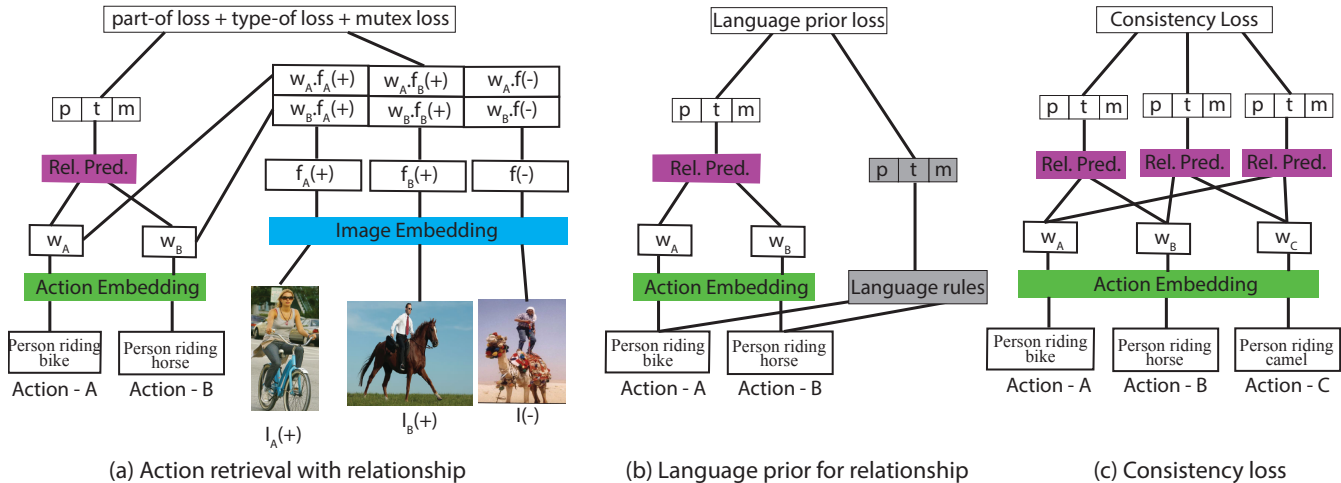 part-of loss + type-of loss + mutex loss
w_A.f_A(+) w_A.f_B(+) w_A.f(-)
w_B.f_A(+) w_B.f_B(+) w_B.f(-)
p t m
Rel. Pred.
f_A(+) f_B(+) f(-)
w_A w_B
Image Embedding
Action Embedding
Person riding
bike
Person riding
horse
Action - A Action - B
I_A(+) I_B(+) I(-)
(a) Action retrieval with relationship
Language prior loss
p t m
Rel. Pred.
p t m
w_A w_B
Action Embedding
Language rules
Person riding
bike
Person riding
horse
Action - A Action - B
(b) Language prior for relationship
Consistency Loss
p t m p t m p t m
Rel. Pred. Rel. Pred. Rel. Pred.
w_A w_B w_C
Action Embedding
Person riding
bike
Person riding
horse
Person riding
camel
Action - A Action - B Action - C
(c) Consistency loss